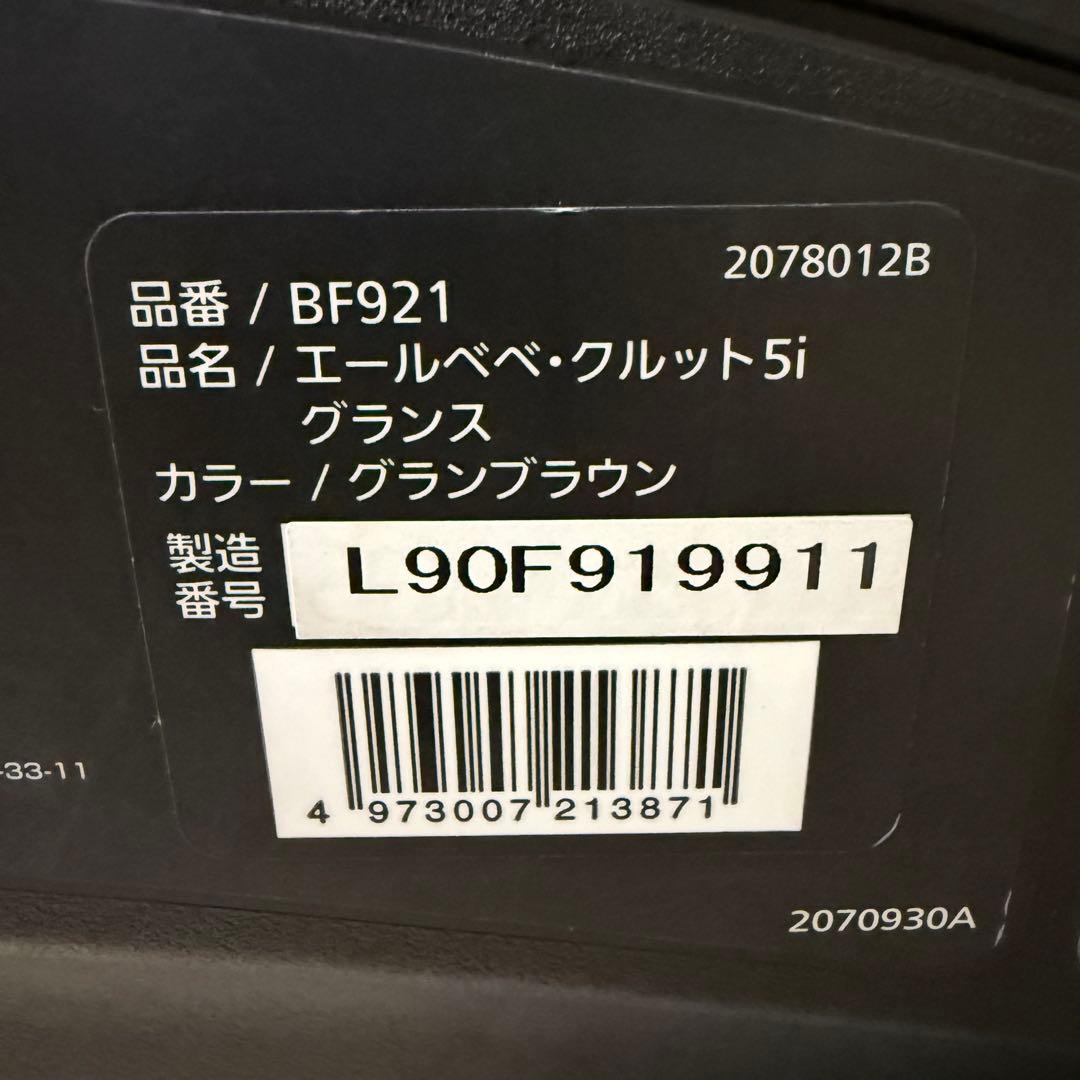 2078012B
品番 / BF921
品名 / エールベベ・クルット5i
グランス
カラー / グランブラウン
製造
番号
L90F919911
4 973007 213871
-33-11
2070930A